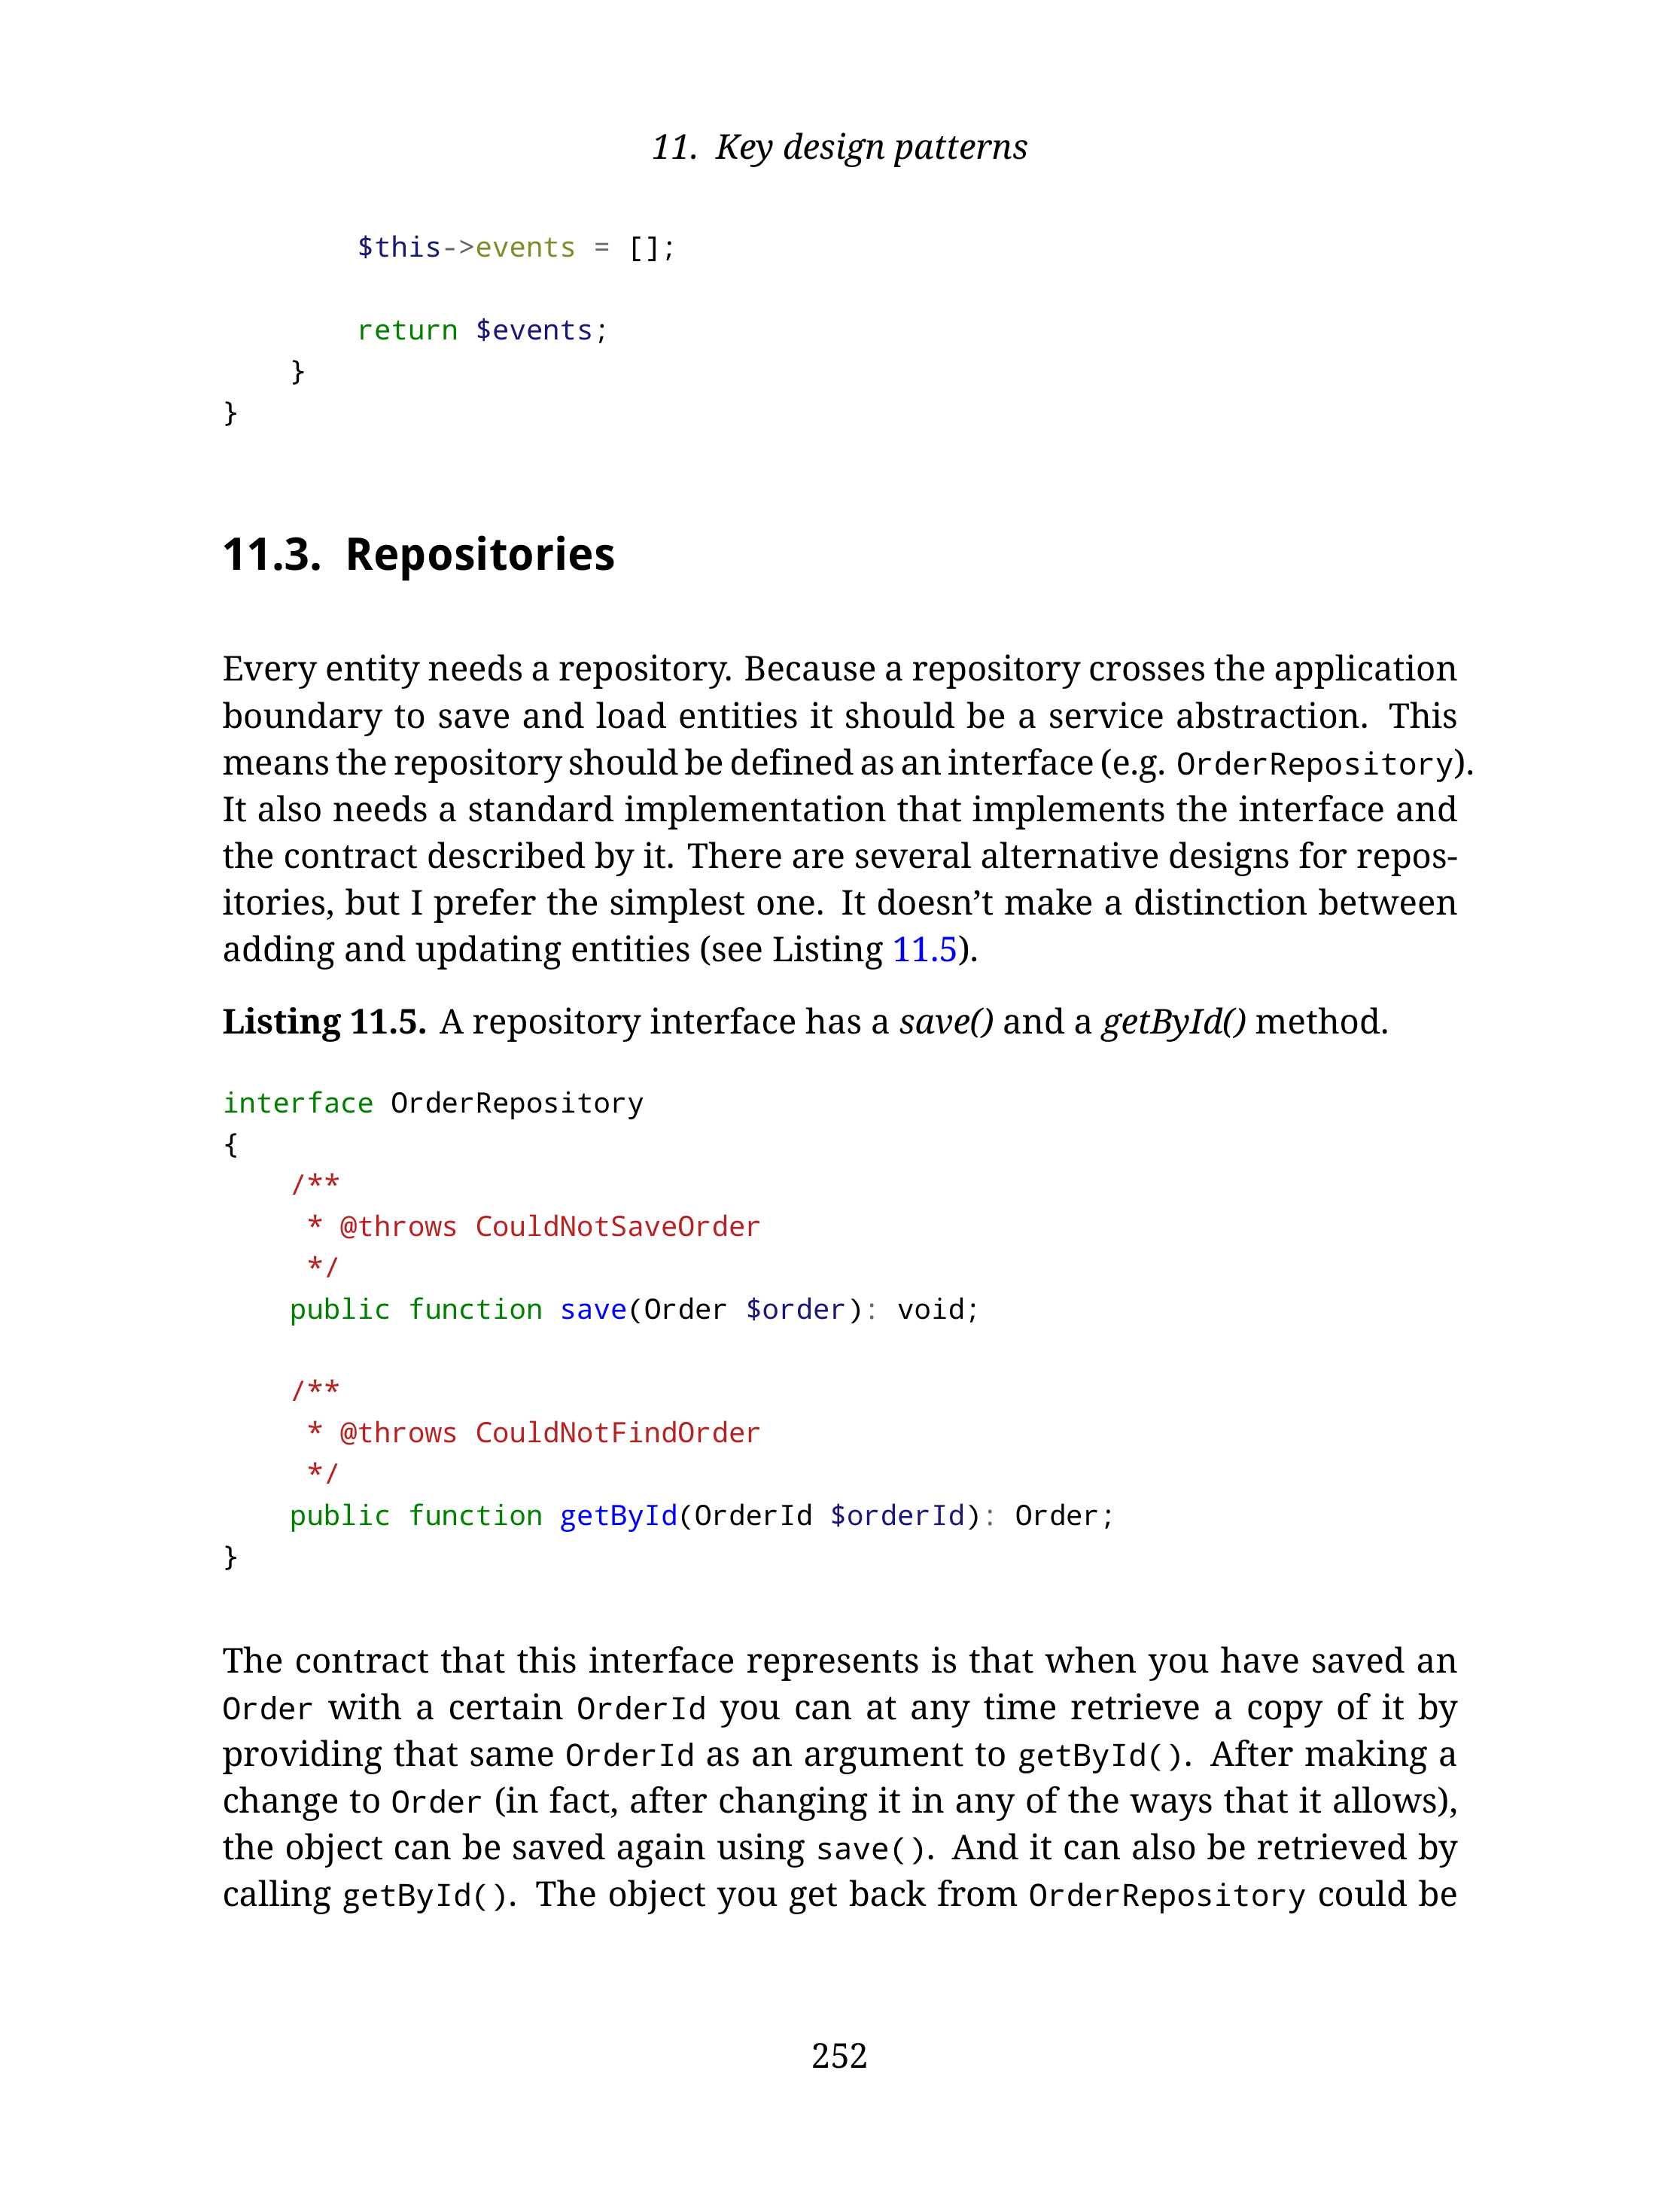 11. Key design patterns
        $this->events = [];
        return $events;
    }
}
11.3. Repositories
Every entity needs a repository. Because a repository crosses the application
boundary to save and load entities it should be a service abstraction. This
means the repository should be defined as an interface (e.g. OrderRepository).
It also needs a standard implementation that implements the interface and
the contract described by it. There are several alternative designs for repos-
itories, but I prefer the simplest one. It doesn’t make a distinction between
adding and updating entities (see Listing 11.5).
Listing 11.5. A repository interface has a save() and a getById() method.
interface OrderRepository
{
    /**
     * @throws CouldNotSaveOrder
     */
    public function save(Order $order): void;
    /**
     * @throws CouldNotFindOrder
     */
    public function getById(OrderId $orderId): Order;
}
The contract that this interface represents is that when you have saved an
Order with a certain OrderId you can at any time retrieve a copy of it by
providing that same OrderId as an argument to getById(). After making a
change to Order (in fact, after changing it in any of the ways that it allows),
the object can be saved again using save(). And it can also be retrieved by
calling getById(). The object you get back from OrderRepository could be
252